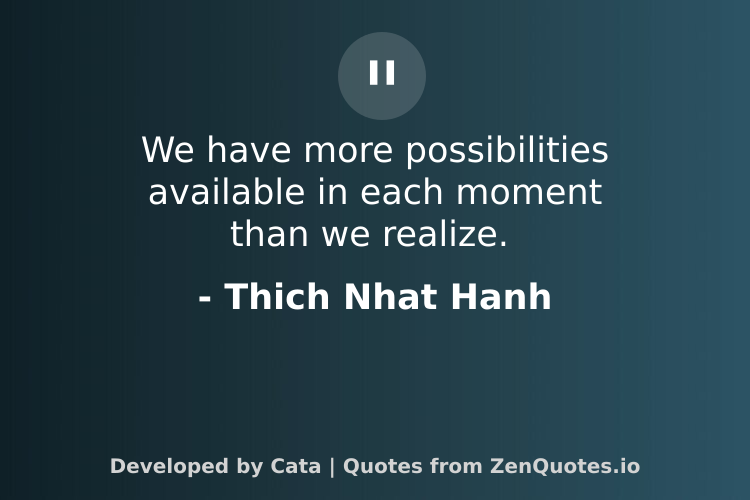 "
We have more possibilities
available in each moment
than we realize.
- Thich Nhat Hanh
Developed by Cata | Quotes from ZenQuotes.io